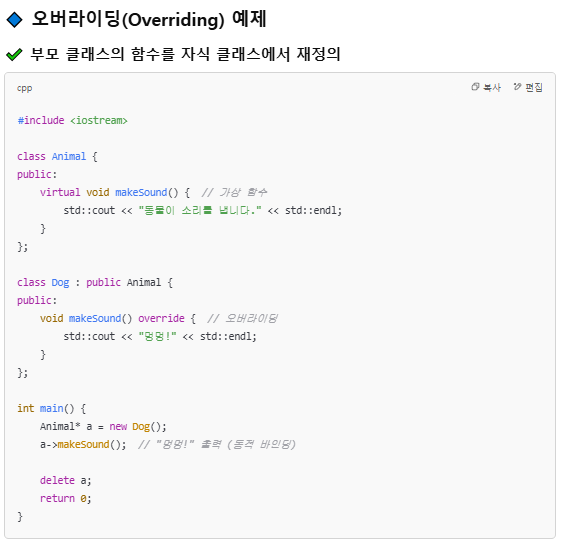 오버라이딩(Overriding) 예제
부모 클래스의 함수를 자식 클래스에서 재정의
cpp 복사 편집
#include <iostream>
class Animal {
public:
    virtual void makeSound() {  // 가상 함수
        std::cout << "동물이 소리를 냅니다." << std::endl;
    }
};
class Dog : public Animal {
public:
    void makeSound() override {  // 오버라이딩
        std::cout << "멍멍!" << std::endl;
    }
};
int main() {
    Animal* a = new Dog();
    a->makeSound();  // "멍멍!" 출력 (동적 바인딩)
    delete a;
    return 0;
}